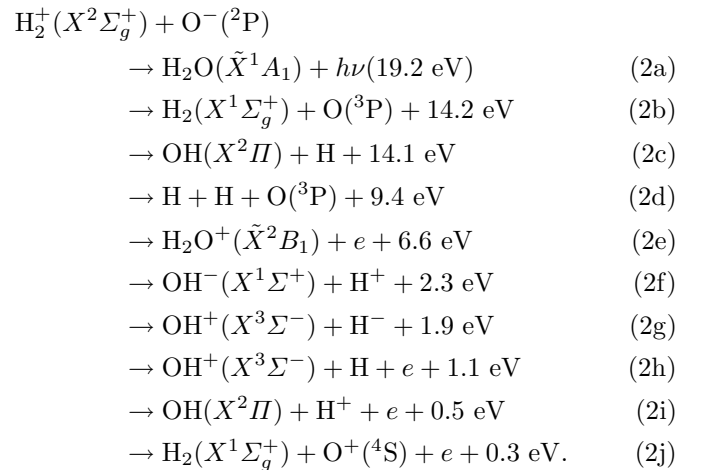 H₂⁺(X²Σg⁺) + O⁻(²P)
→ H₂O(X̃¹A₁) + hν(19.2 eV) (2a)
→ H₂(X¹Σg⁺) + O(³P) + 14.2 eV (2b)
→ OH(X²Π) + H + 14.1 eV (2c)
→ H + H + O(³P) + 9.4 eV (2d)
→ H₂O⁺(X̃²B₁) + e + 6.6 eV (2e)
→ OH⁻(X¹Σ⁺) + H⁺ + 2.3 eV (2f)
→ OH⁺(X³Σ⁻) + H⁻ + 1.9 eV (2g)
→ OH⁺(X³Σ⁻) + H + e + 1.1 eV (2h)
→ OH(X²Π) + H⁺ + e + 0.5 eV (2i)
→ H₂(X¹Σg⁺) + O⁺(⁴S) + e + 0.3 eV. (2j)